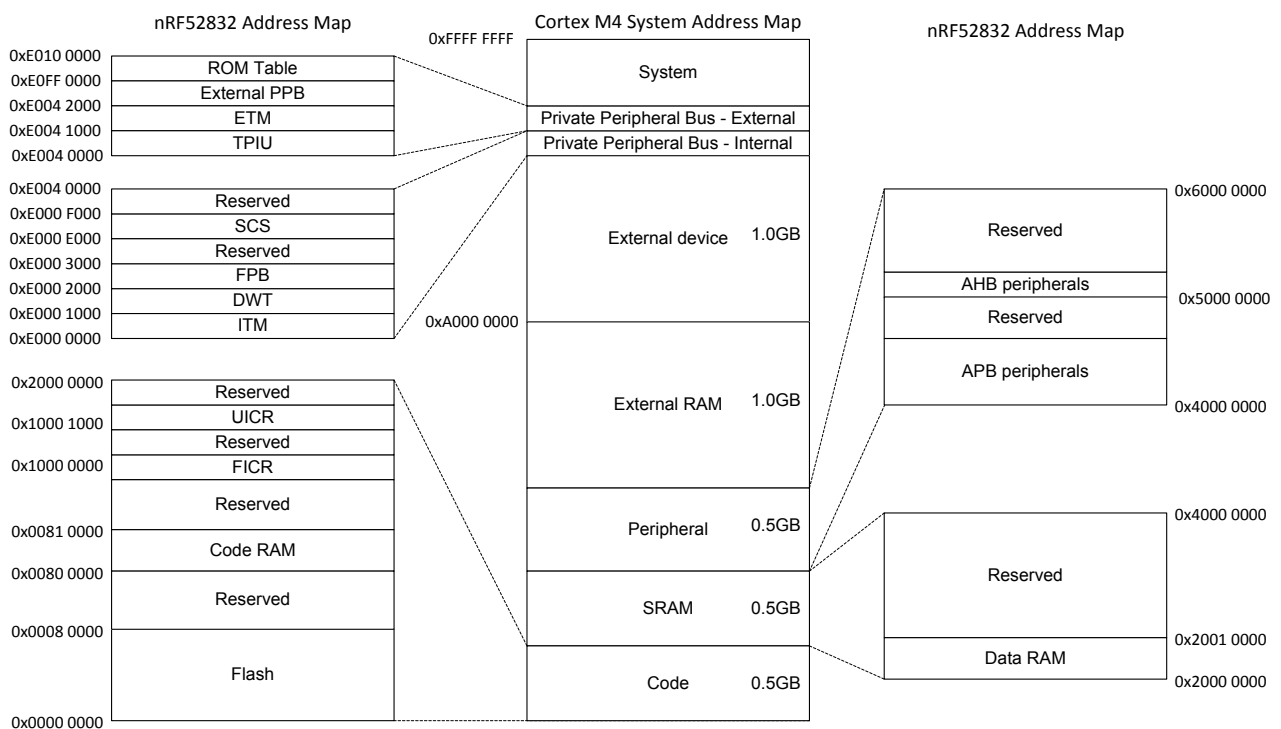 nRF52832 Address Map
0xE010 0000
ROM Table
0xE0FF 0000
External PPB
0xE004 2000
ETM
0xE004 1000
TPIU
0xE004 0000
0xE004 0000
Reserved
0xE000 F000
SCS
0xE000 E000
Reserved
0xE000 3000
FPB
0xE000 2000
DWT
0xE000 1000
ITM
0xE000 0000
0x2000 0000
Reserved
UICR
0x1000 1000
Reserved
0x1000 0000
FICR
Reserved
0x0081 0000
Code RAM
0x0080 0000
Reserved
0x0008 0000
Flash
0x0000 0000
Cortex M4 System Address Map
0xFFFF FFFF
System
Private Peripheral Bus - External
Private Peripheral Bus - Internal
External device 1.0GB
0xA000 0000
External RAM 1.0GB
Peripheral 0.5GB
SRAM 0.5GB
Code 0.5GB
nRF52832 Address Map
0x6000 0000
Reserved
AHB peripherals
0x5000 0000
Reserved
APB peripherals
0x4000 0000
0x4000 0000
Reserved
0x2001 0000
Data RAM
0x2000 0000